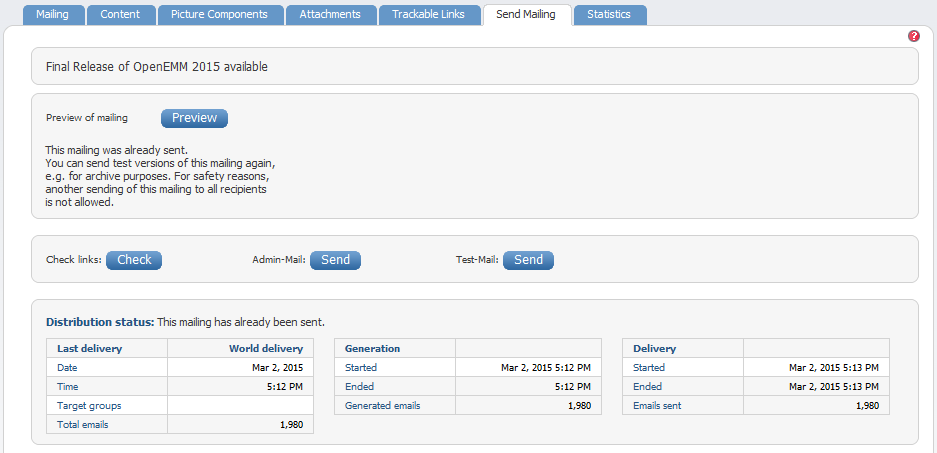 Mailing Content Picture Components Attachments Trackable Links Send Mailing Statistics
?
Final Release of OpenEMM 2015 available
Preview of mailing Preview
This mailing was already sent.
You can send test versions of this mailing again,
e.g. for archive purposes. For safety reasons,
another sending of this mailing to all recipients
is not allowed.
Check links: Check Admin-Mail: Send Test-Mail: Send
Distribution status: This mailing has already been sent.
Last delivery World delivery Generation Delivery
Date Mar 2, 2015 Started Mar 2, 2015 5:12 PM Started Mar 2, 2015 5:13 PM
Time 5:12 PM Ended 5:12 PM Ended Mar 2, 2015 5:13 PM
Target groups Generated emails 1,980 Emails sent 1,980
Total emails 1,980